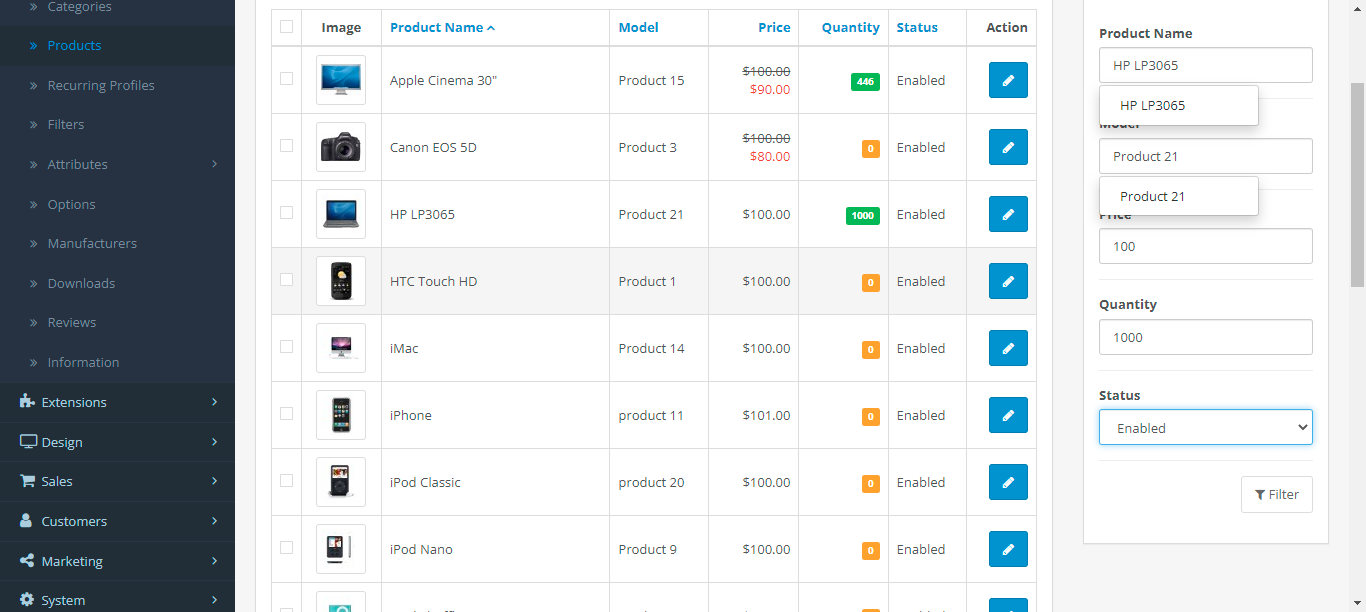 Categories
Products
Recurring Profiles
Filters
Attributes
Options
Manufacturers
Downloads
Reviews
Information
Extensions
Design
Sales
Customers
Marketing
System
Image Product Name Model Price Quantity Status Action
Apple Cinema 30" Product 15 $100.00 $90.00 446 Enabled
Canon EOS 5D Product 3 $100.00 $80.00 0 Enabled
HP LP3065 Product 21 $100.00 1000 Enabled
HTC Touch HD Product 1 $100.00 0 Enabled
iMac Product 14 $100.00 0 Enabled
iPhone product 11 $101.00 0 Enabled
iPod Classic product 20 $100.00 0 Enabled
iPod Nano Product 9 $100.00 0 Enabled
Product Name
HP LP3065
HP LP3065
Model
Product 21
Product 21
Price
100
Quantity
1000
Status
Enabled
Filter